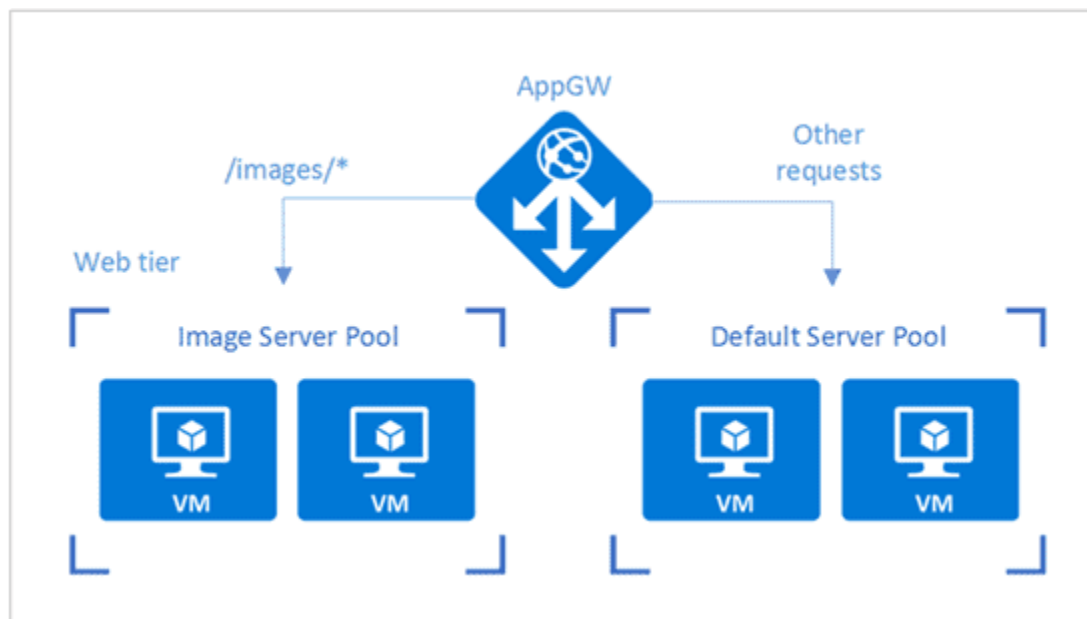 AppGW
/images/*
Other
requests
Web tier
Image Server Pool
Default Server Pool
VM
VM
VM
VM